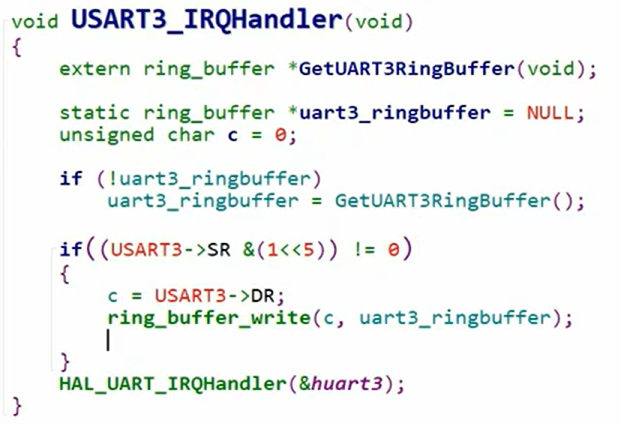 void USART3_IRQHandler(void)
{
extern ring_buffer *GetUART3RingBuffer(void);
static ring_buffer *uart3_ringbuffer = NULL;
unsigned char c = 0;
if (!uart3_ringbuffer)
uart3_ringbuffer = GetUART3RingBuffer();
if((USART3->SR &(1<<5)) != 0)
{
c = USART3->DR;
ring_buffer_write(c, uart3_ringbuffer);
}
HAL_UART_IRQHandler(&huart3);
}